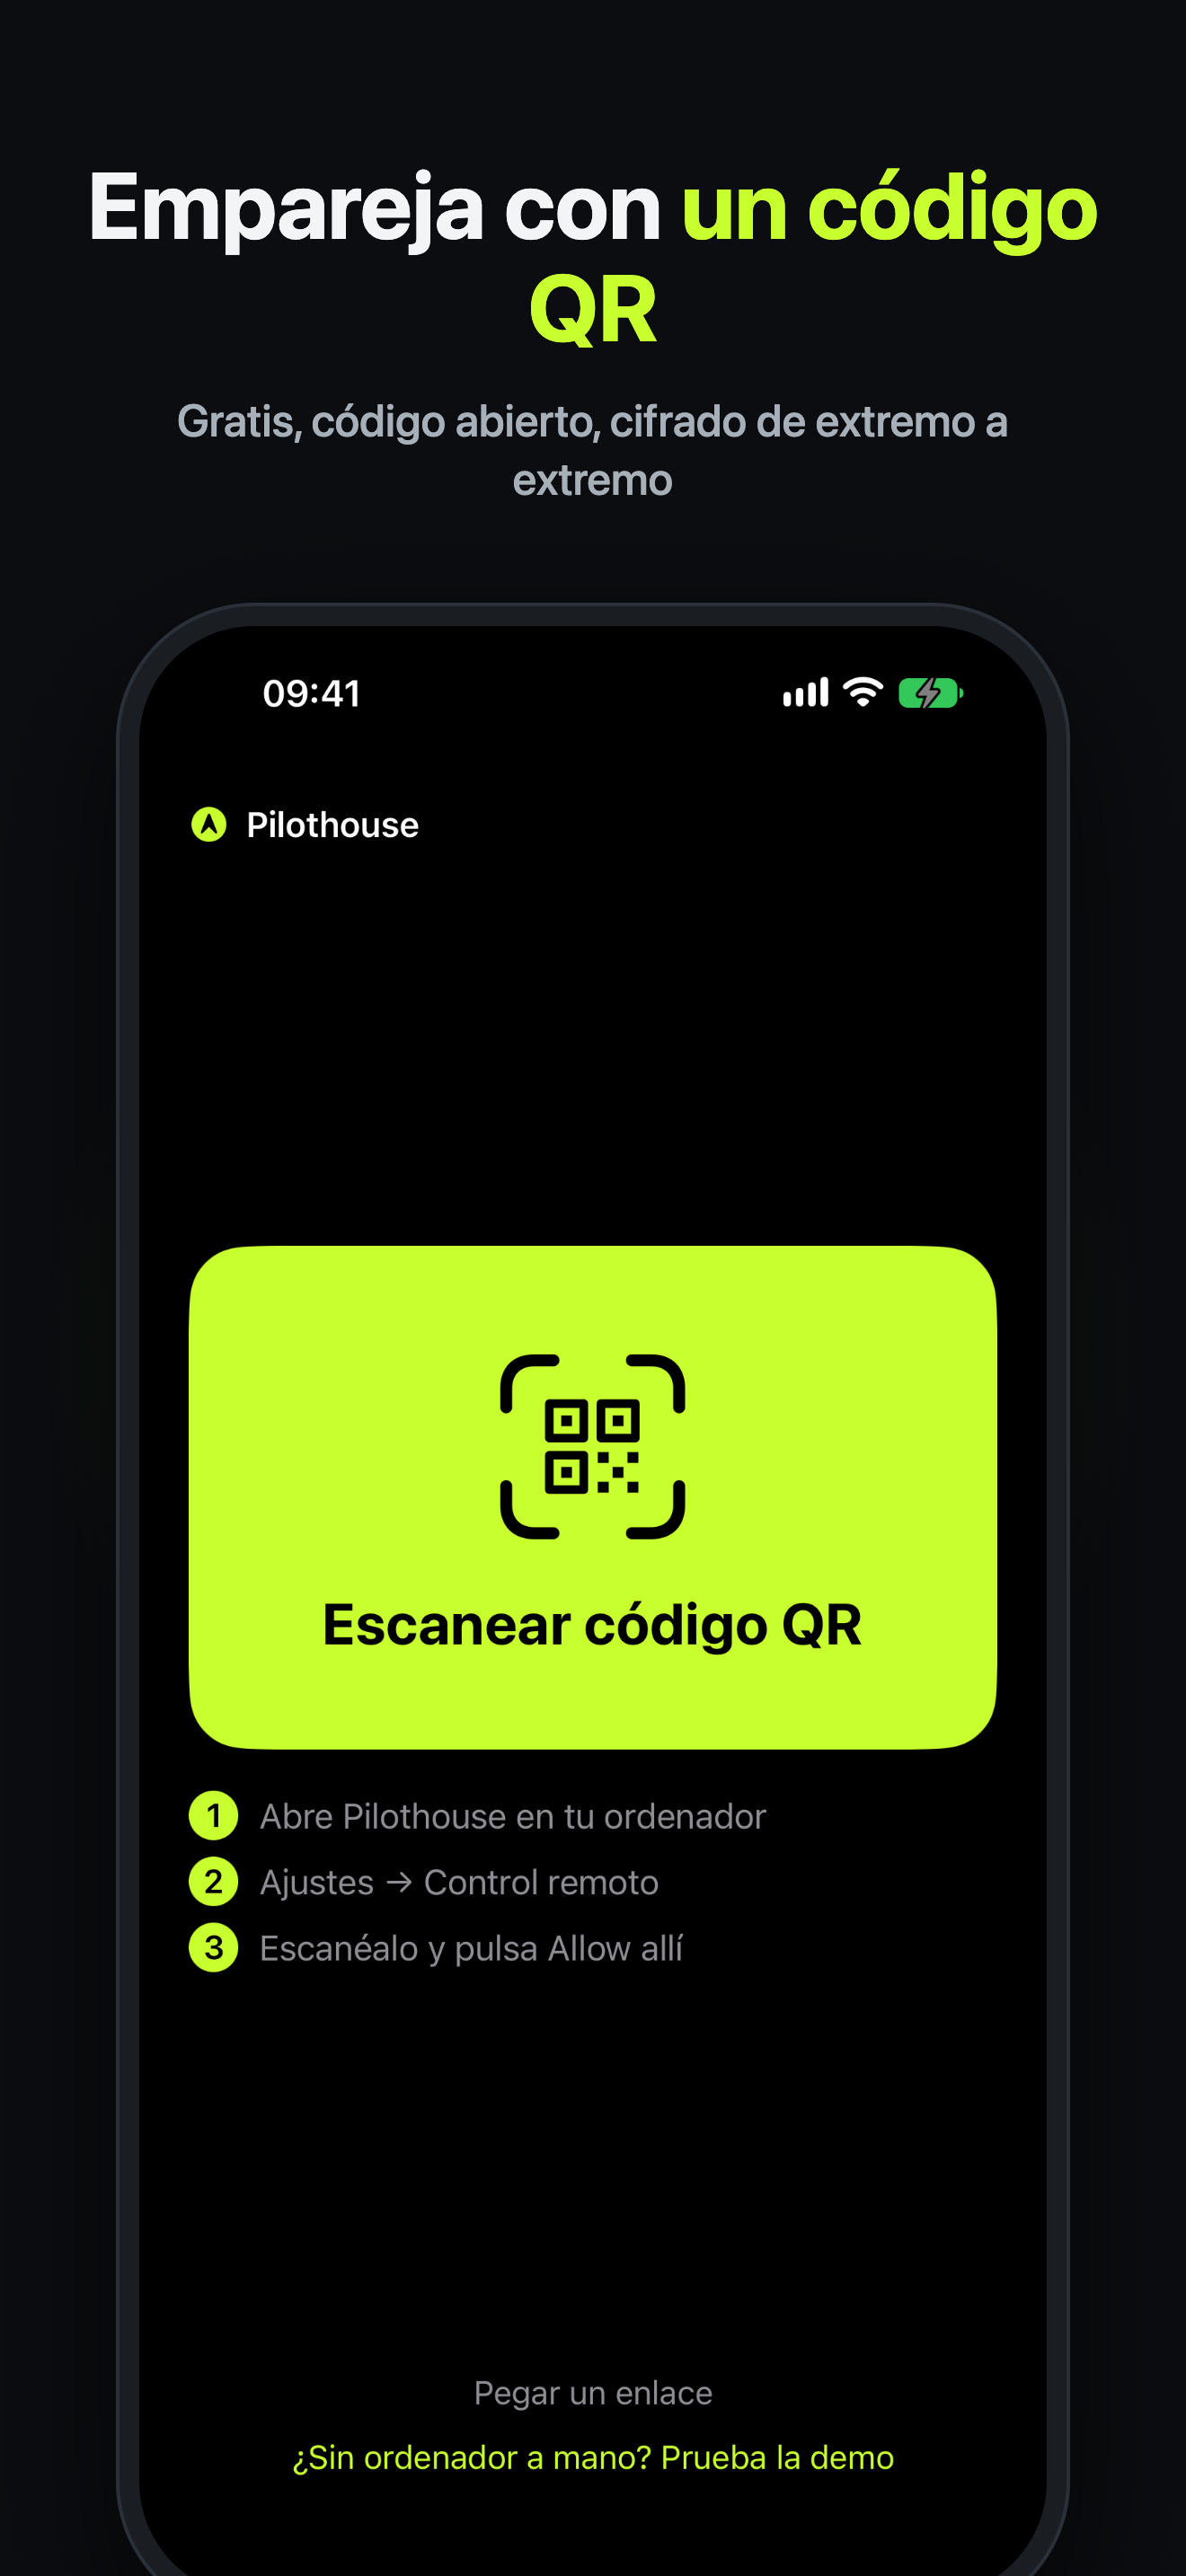 Empareja con un código
QR
Gratis, código abierto, cifrado de extremo a
extremo
09:41
Pilothouse
Escanear código QR
1 Abre Pilothouse en tu ordenador
2 Ajustes → Control remoto
3 Escanéalo y pulsa Allow allí
Pegar un enlace
¿Sin ordenador a mano? Prueba la demo